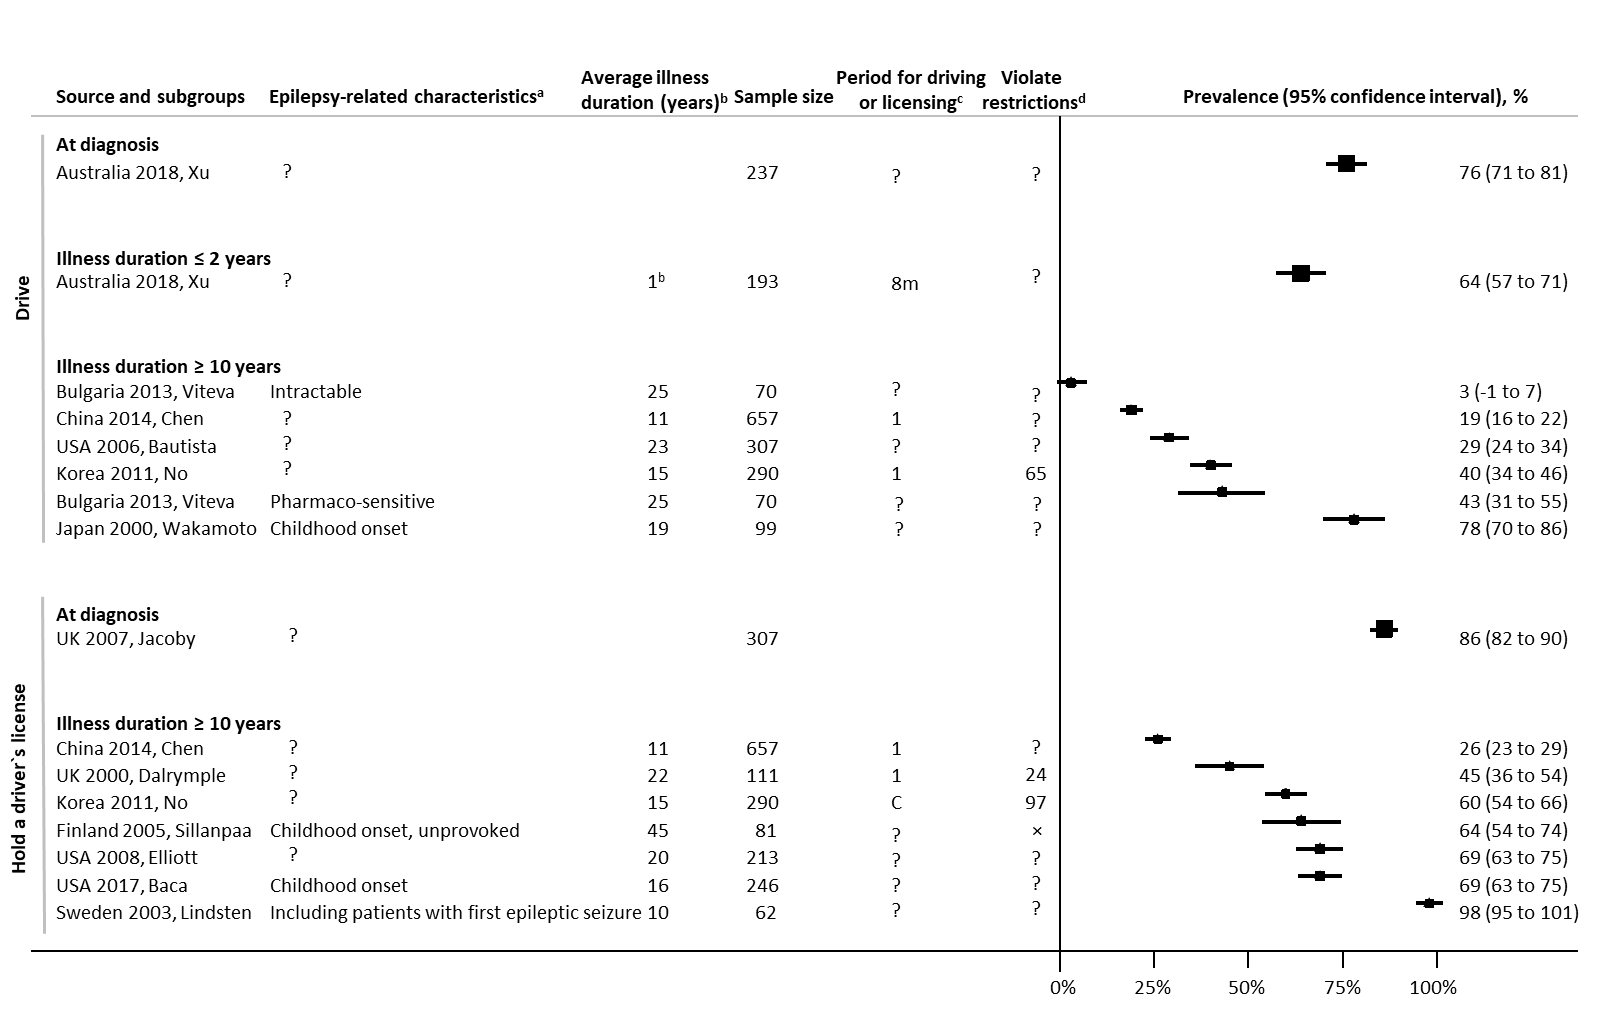 Average illness duration (years)b
Period for driving or licensingc
Violate restrictionsd
Source and subgroups Epilepsy-related characteristicsa Sample size Prevalence (95% confidence interval), %
Drive
At diagnosis
Australia 2018, Xu ? 237 ? ? 76 (71 to 81)
Illness duration ≤ 2 years
Australia 2018, Xu ? 1b 193 8m ? 64 (57 to 71)
Illness duration ≥ 10 years
Bulgaria 2013, Viteva Intractable 25 70 ? ? 3 (-1 to 7)
China 2014, Chen ? 11 657 1 ? 19 (16 to 22)
USA 2006, Bautista ? 23 307 ? ? 29 (24 to 34)
Korea 2011, No ? 15 290 1 65 40 (34 to 46)
Bulgaria 2013, Viteva Pharmaco-sensitive 25 70 ? ? 43 (31 to 55)
Japan 2000, Wakamoto Childhood onset 19 99 ? ? 78 (70 to 86)
Hold a driver`s license
At diagnosis
UK 2007, Jacoby ? 307 86 (82 to 90)
Illness duration ≥ 10 years
China 2014, Chen ? 11 657 1 ? 26 (23 to 29)
UK 2000, Dalrymple ? 22 111 1 24 45 (36 to 54)
Korea 2011, No ? 15 290 C 97 60 (54 to 66)
Finland 2005, Sillanpaa Childhood onset, unprovoked 45 81 ? × 64 (54 to 74)
USA 2008, Elliott ? 20 213 ? ? 69 (63 to 75)
USA 2017, Baca Childhood onset 16 246 ? ? 69 (63 to 75)
Sweden 2003, Lindsten Including patients with first epileptic seizure 10 62 ? ? 98 (95 to 101)
0% 25% 50% 75% 100%